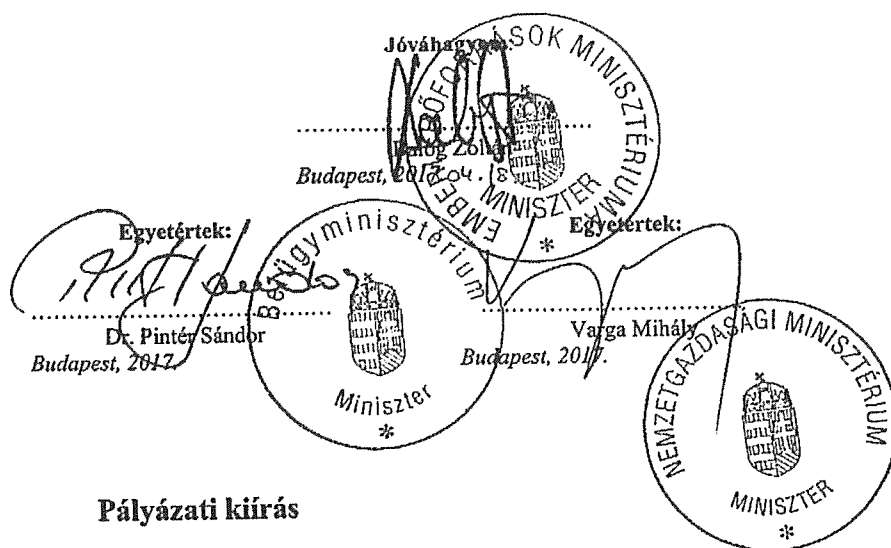 Jóváhagyom:
EMBERI ERŐFORRÁSOK MINISZTÉRIUMA
MINISZTER
*
Balog Zoltán
Budapest, 2017. 04. 18
Egyetértek:
Egyetértek:
Belügyminisztérium
Miniszter
*
Dr. Pintér Sándor
Budapest, 2017.
Varga Mihály
Budapest, 2017.
NEMZETGAZDASÁGI MINISZTÉRIUM
MINISZTER
*
Pályázati kiírás